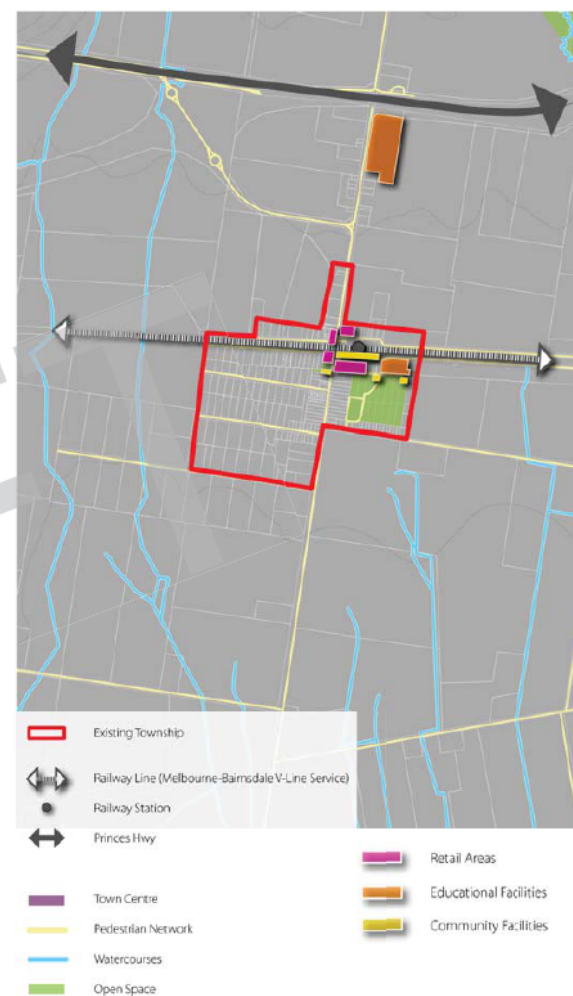 Existing Township
Railway Line (Melbourne-Bairnsdale V-Line Service)
Railway Station
Princes Hwy
Town Centre
Pedestrian Network
Watercourses
Open Space
Retail Areas
Educational Facilities
Community Facilities